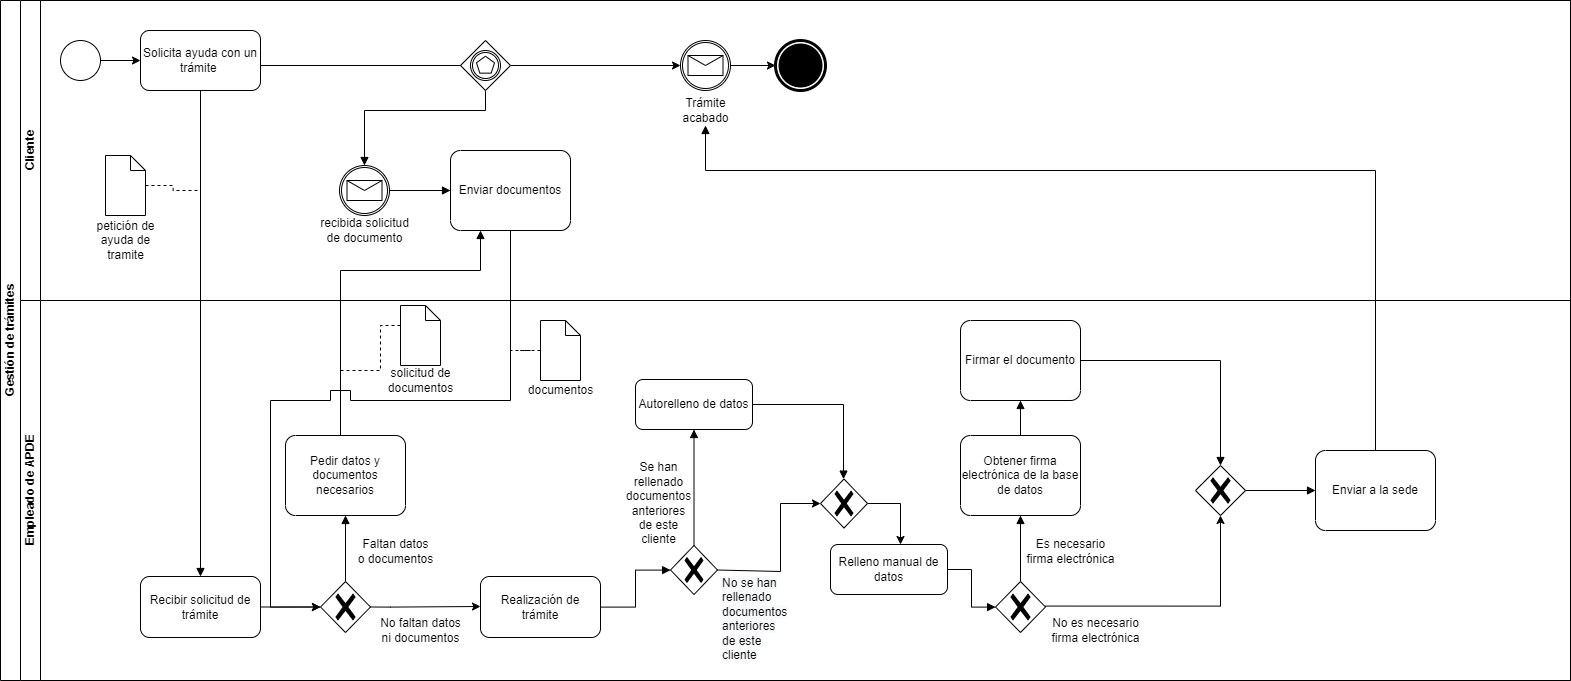 Gestión de trámites
Cliente
Empleado de APDE
Solicita ayuda con un
trámite
Trámite
acabado
petición de
ayuda de
tramite
recibida solicitud
de documento
Enviar documentos
solicitud de
documentos
documentos
Pedir datos y
documentos
necesarios
Faltan datos
o documentos
Recibir solicitud de
trámite
No faltan datos
ni documentos
Realización de
trámite
Autorelleno de datos
Se han
rellenado
documentos
anteriores
de este
cliente
No se han
rellenado
documentos
anteriores
de este
cliente
Relleno manual de
datos
Firmar el documento
Obtener firma
electrónica de la base
de datos
Es necesario
firma electrónica
No es necesario
firma electrónica
Enviar a la sede